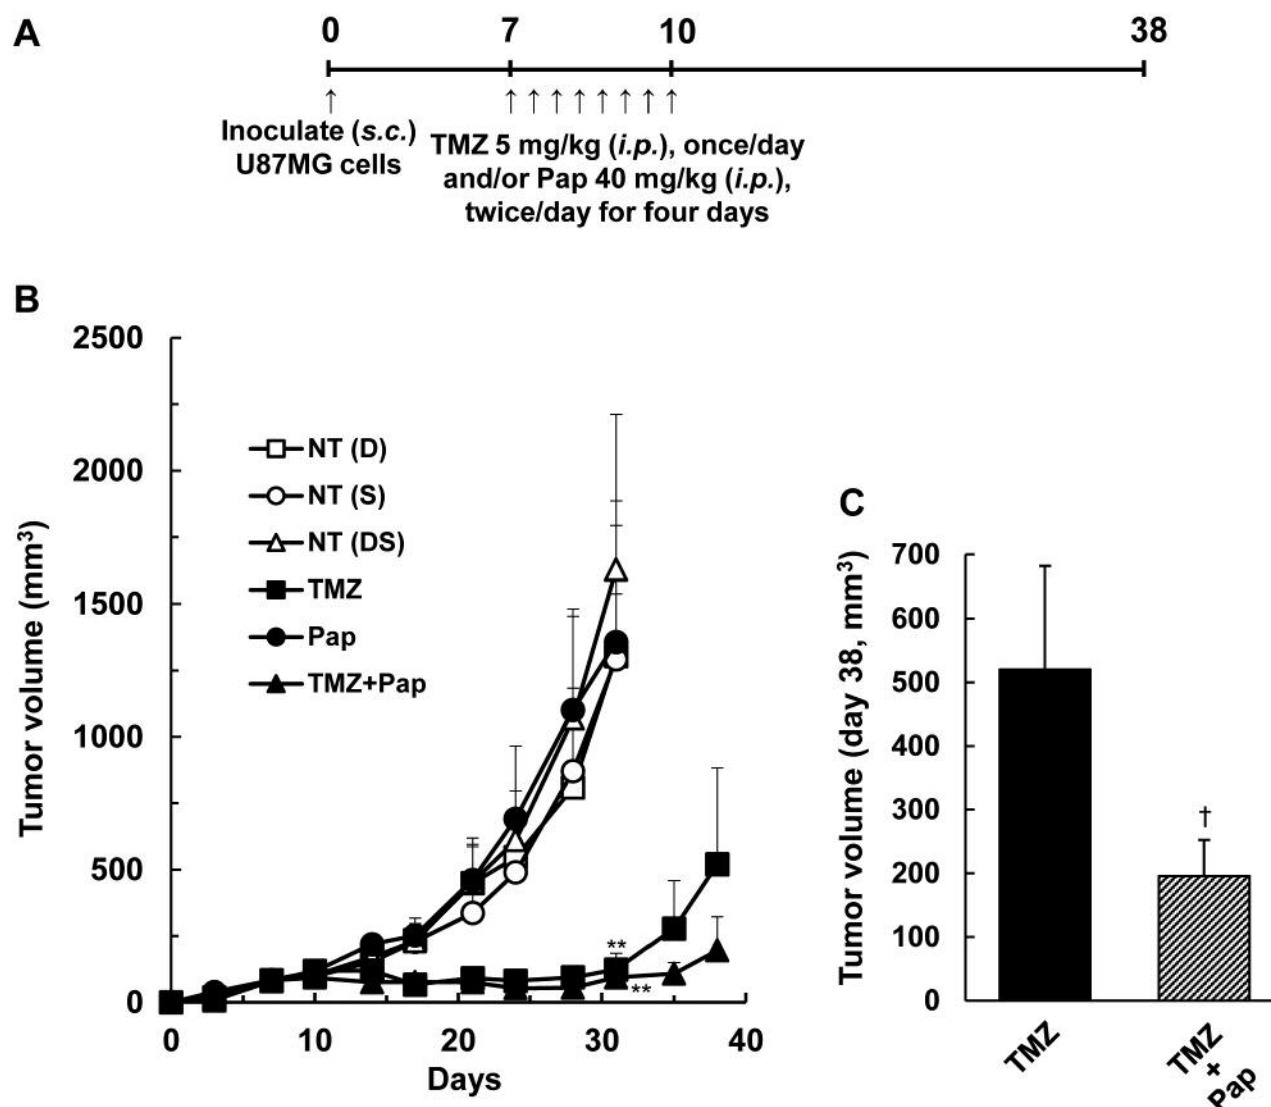 A
0 7 10 38
↑ ↑ ↑ ↑ ↑ ↑ ↑ ↑ ↑
Inoculate (s.c.)
U87MG cells
TMZ 5 mg/kg (i.p.), once/day
and/or Pap 40 mg/kg (i.p.),
twice/day for four days
B
Tumor volume (mm³)
2500
2000
1500
1000
500
0
NT (D)
NT (S)
NT (DS)
TMZ
Pap
TMZ+Pap
**
**
0 10 20 30 40
Days
C
Tumor volume (day 38, mm³)
700
600
500
400
300
200
100
0
†
TMZ
TMZ
+
Pap